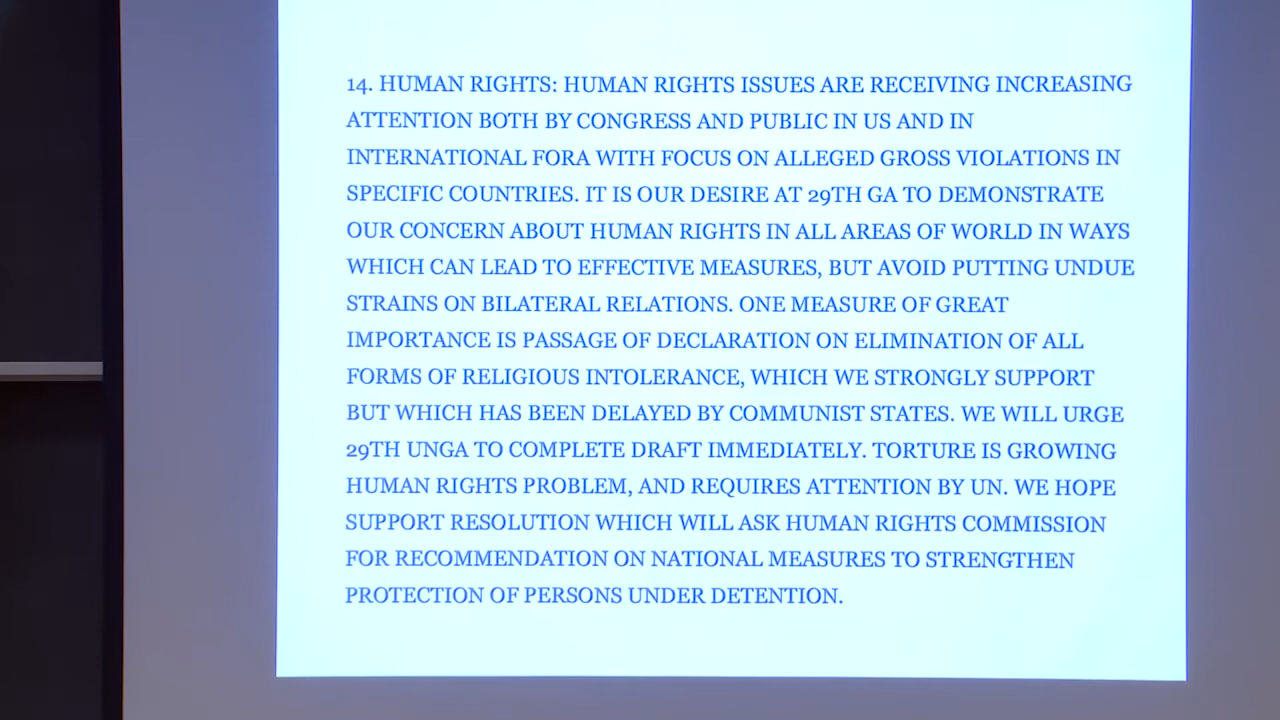 14. HUMAN RIGHTS: HUMAN RIGHTS ISSUES ARE RECEIVING INCREASING
ATTENTION BOTH BY CONGRESS AND PUBLIC IN US AND IN
INTERNATIONAL FORA WITH FOCUS ON ALLEGED GROSS VIOLATIONS IN
SPECIFIC COUNTRIES. IT IS OUR DESIRE AT 29TH GA TO DEMONSTRATE
OUR CONCERN ABOUT HUMAN RIGHTS IN ALL AREAS OF WORLD IN WAYS
WHICH CAN LEAD TO EFFECTIVE MEASURES, BUT AVOID PUTTING UNDUE
STRAINS ON BILATERAL RELATIONS. ONE MEASURE OF GREAT
IMPORTANCE IS PASSAGE OF DECLARATION ON ELIMINATION OF ALL
FORMS OF RELIGIOUS INTOLERANCE, WHICH WE STRONGLY SUPPORT
BUT WHICH HAS BEEN DELAYED BY COMMUNIST STATES. WE WILL URGE
29TH UNGA TO COMPLETE DRAFT IMMEDIATELY. TORTURE IS GROWING
HUMAN RIGHTS PROBLEM, AND REQUIRES ATTENTION BY UN. WE HOPE
SUPPORT RESOLUTION WHICH WILL ASK HUMAN RIGHTS COMMISSION
FOR RECOMMENDATION ON NATIONAL MEASURES TO STRENGTHEN
PROTECTION OF PERSONS UNDER DETENTION.